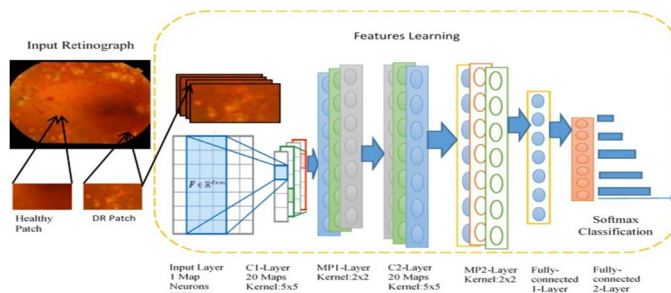 Features Learning
Input Retinograph
F ∈ ℝ^{d×m}
Healthy
Patch
DR Patch
Softmax
Classification
Input Layer
1 Map
Neurons
C1-Layer
20 Maps
Kernel:5x5
MP1-Layer
Kernel:2x2
C2-Layer
20 Maps
Kernel:5x5
MP2-Layer
Kernel:2x2
Fully-
connected
1-Layer
Fully-
connected
2-Layer